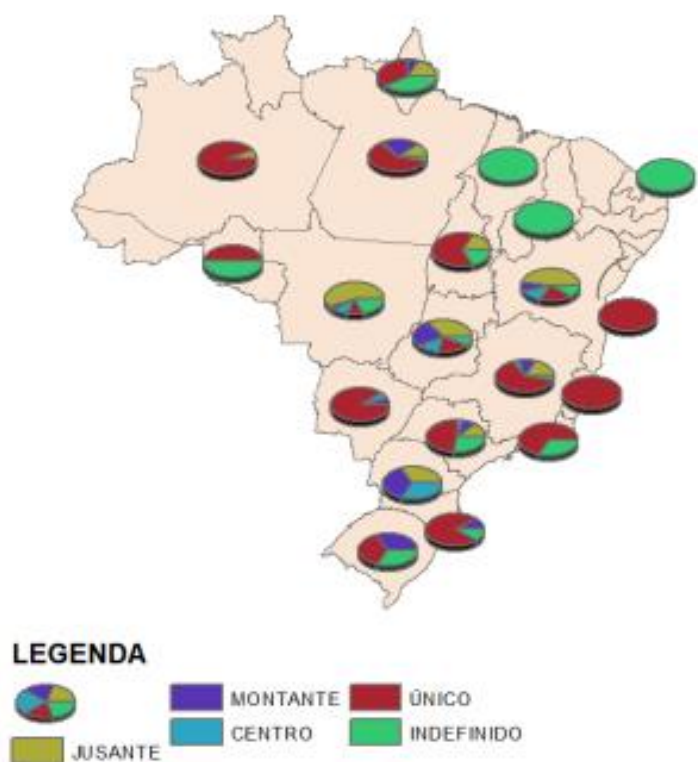 LEGENDA
MONTANTE
ÚNICO
CENTRO
INDEFINIDO
JUSANTE